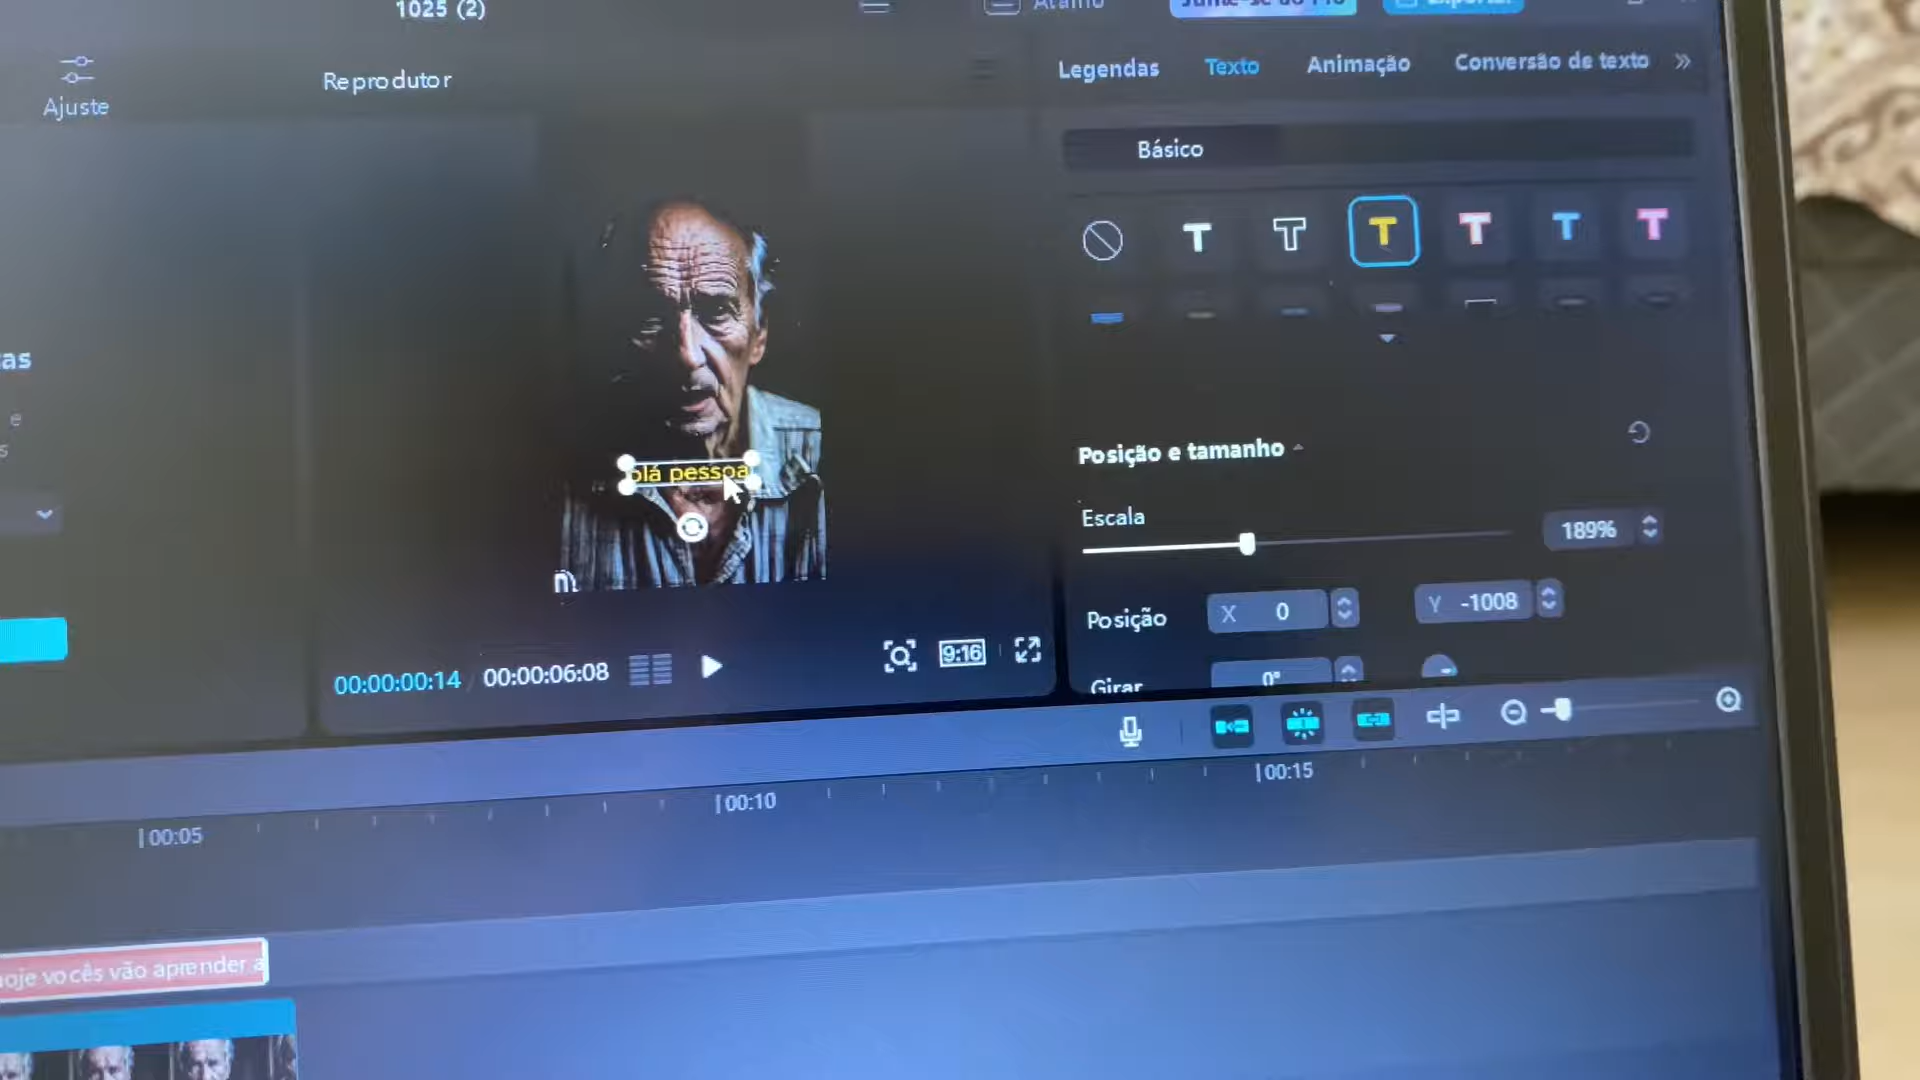 1025 (2)
Ajuste
Reprodutor
Legendas Texto Animação Conversão de texto
Básico
T T T T T T
olá pessoa
Posição e tamanho
Escala
189%
Posição X 0 Y -1008
Girar 0°
00:00:00:14 / 00:00:06:08
9:16
00:05 00:10 00:15
hoje vocês vão aprender a